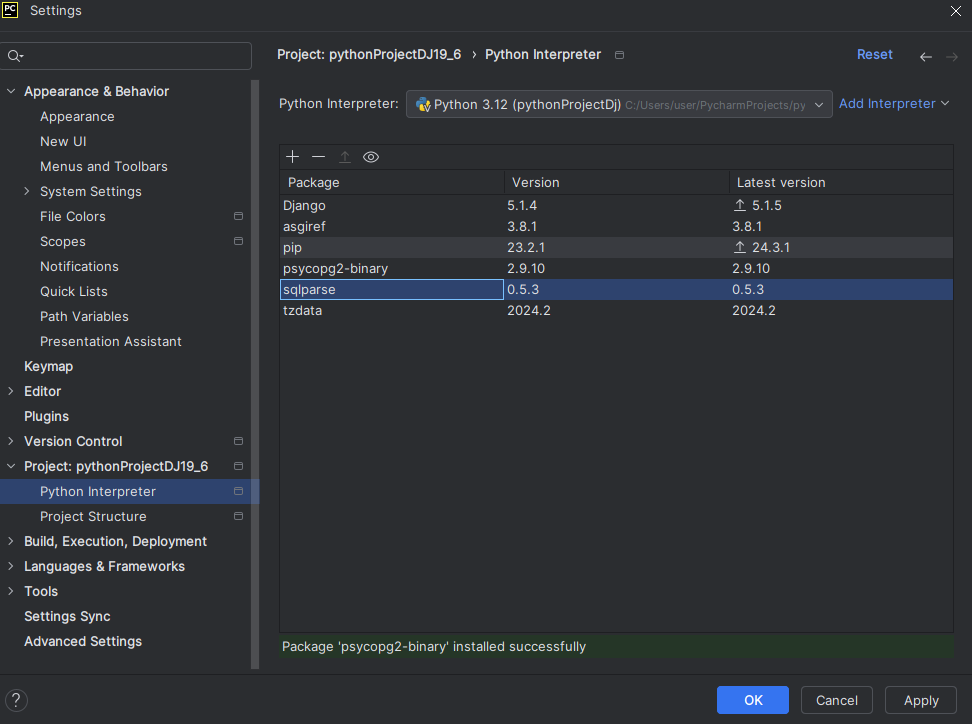 PC Settings
Project: pythonProjectDJ19_6 › Python Interpreter
Reset
Python Interpreter: Python 3.12 (pythonProjectDj) C:/Users/user/PycharmProjects/py
Add Interpreter
Appearance & Behavior
Appearance
New UI
Menus and Toolbars
System Settings
File Colors
Scopes
Notifications
Quick Lists
Path Variables
Presentation Assistant
Keymap
Editor
Plugins
Version Control
Project: pythonProjectDJ19_6
Python Interpreter
Project Structure
Build, Execution, Deployment
Languages & Frameworks
Tools
Settings Sync
Advanced Settings
Package Version Latest version
Django 5.1.4 5.1.5
asgiref 3.8.1 3.8.1
pip 23.2.1 24.3.1
psycopg2-binary 2.9.10 2.9.10
sqlparse 0.5.3 0.5.3
tzdata 2024.2 2024.2
Package 'psycopg2-binary' installed successfully
?
OK
Cancel
Apply